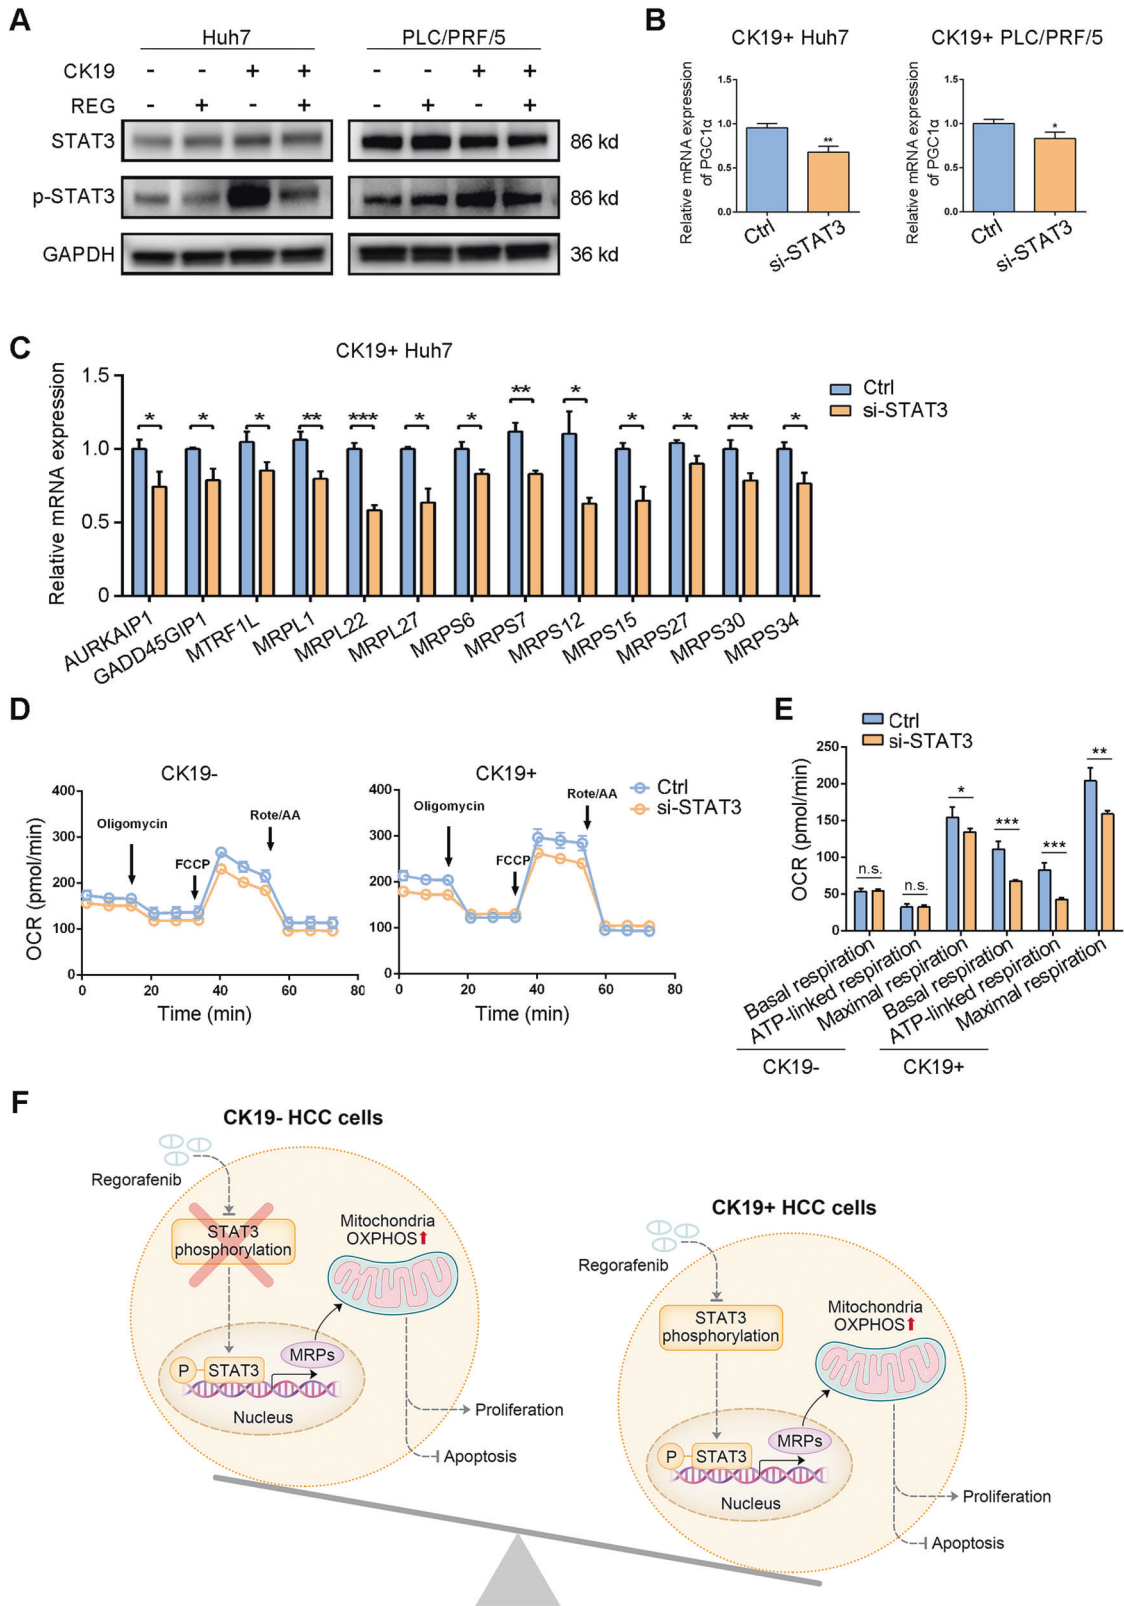 A
Huh7 PLC/PRF/5
CK19 - - + + - - + +
REG - + - + - + - +
STAT3 86 kd
p-STAT3 86 kd
GAPDH 36 kd
B
CK19+ Huh7
Relative mRNA expression
of PGC1α
1.5
1.0
0.5
0.0
**
Ctrl
si-STAT3
CK19+ PLC/PRF/5
Relative mRNA expression
of PGC1α
1.5
1.0
0.5
0.0
*
Ctrl
si-STAT3
C
CK19+ Huh7
Relative mRNA expression
1.5
1.0
0.5
0
* * * ** *** * * ** * * * ** *
Ctrl
si-STAT3
AURKAIP1
GADD45GIP1
MTRF1L
MRPL1
MRPL22
MRPL27
MRPS6
MRPS7
MRPS12
MRPS15
MRPS27
MRPS30
MRPS34
D
CK19-
OCR (pmol/min)
400
300
200
100
0
Oligomycin
FCCP
Rote/AA
0 20 40 60 80
Time (min)
CK19+
400
300
200
100
0
Oligomycin
FCCP
Rote/AA
0 20 40 60 80
Time (min)
Ctrl
si-STAT3
E
Ctrl
si-STAT3
OCR (pmol/min)
250
200
150
100
50
0
n.s. n.s. * *** *** **
Basal respiration
ATP-linked respiration
Maximal respiration
Basal respiration
ATP-linked respiration
Maximal respiration
CK19-
CK19+
F
CK19- HCC cells
Regorafenib
STAT3
phosphorylation
Mitochondria
OXPHOS
MRPs
P STAT3
Nucleus
Proliferation
Apoptosis
CK19+ HCC cells
Regorafenib
STAT3
phosphorylation
Mitochondria
OXPHOS
MRPs
P STAT3
Nucleus
Proliferation
Apoptosis